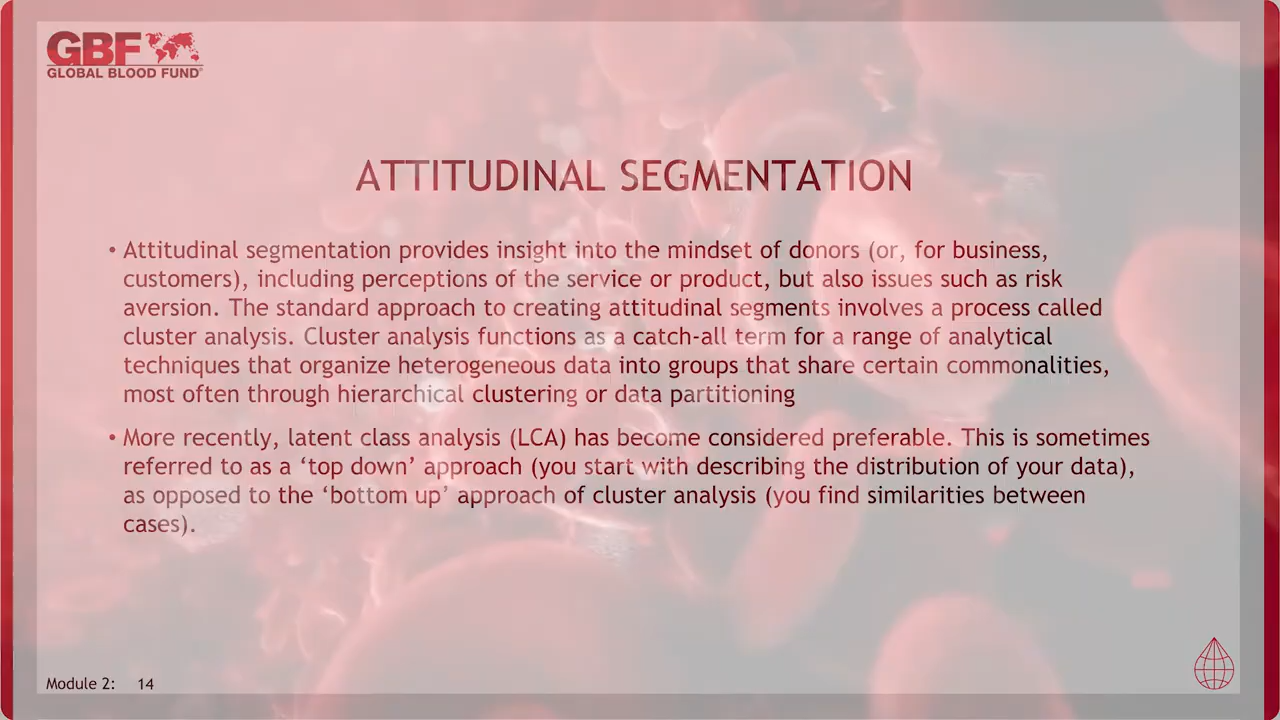 GBF
GLOBAL BLOOD FUND
ATTITUDINAL SEGMENTATION
• Attitudinal segmentation provides insight into the mindset of donors (or, for business,
customers), including perceptions of the service or product, but also issues such as risk
aversion. The standard approach to creating attitudinal segments involves a process called
cluster analysis. Cluster analysis functions as a catch-all term for a range of analytical
techniques that organize heterogeneous data into groups that share certain commonalities,
most often through hierarchical clustering or data partitioning
• More recently, latent class analysis (LCA) has become considered preferable. This is sometimes
referred to as a ‘top down’ approach (you start with describing the distribution of your data),
as opposed to the ‘bottom up’ approach of cluster analysis (you find similarities between
cases).
Module 2: 14